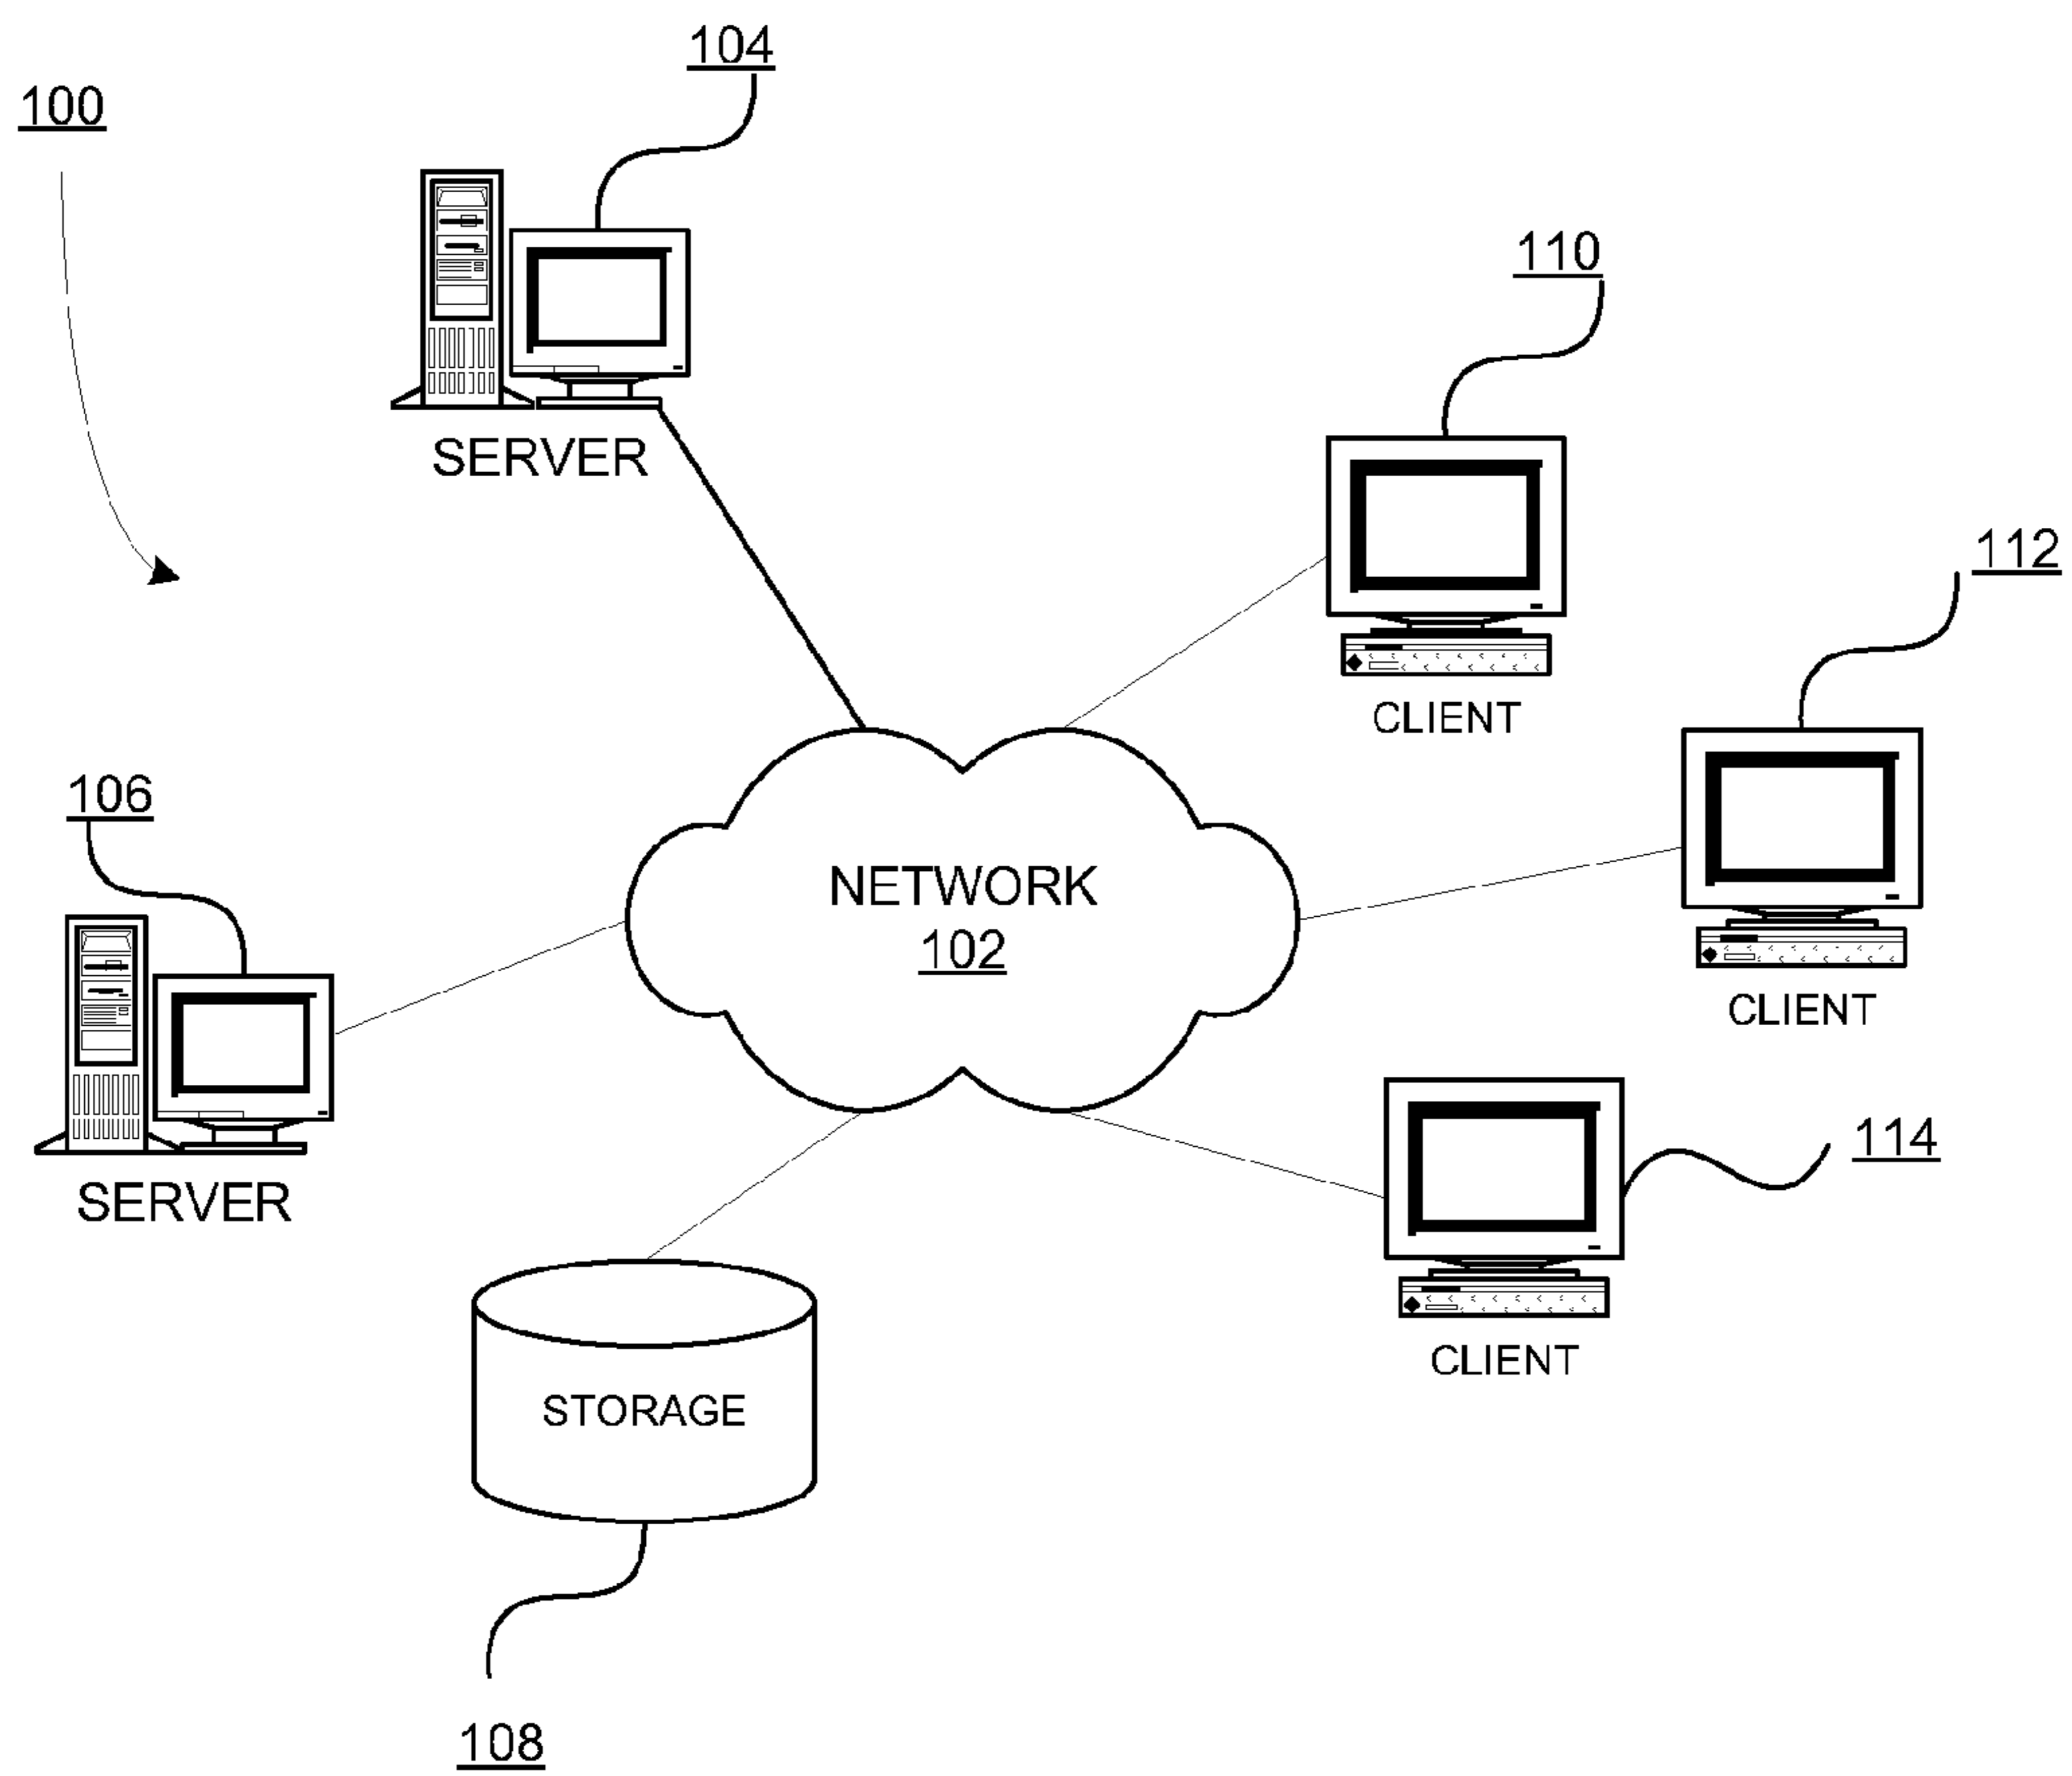 104
100
SERVER
110
112
CLIENT
106
NETWORK
102
CLIENT
SERVER
114
CLIENT
STORAGE
108